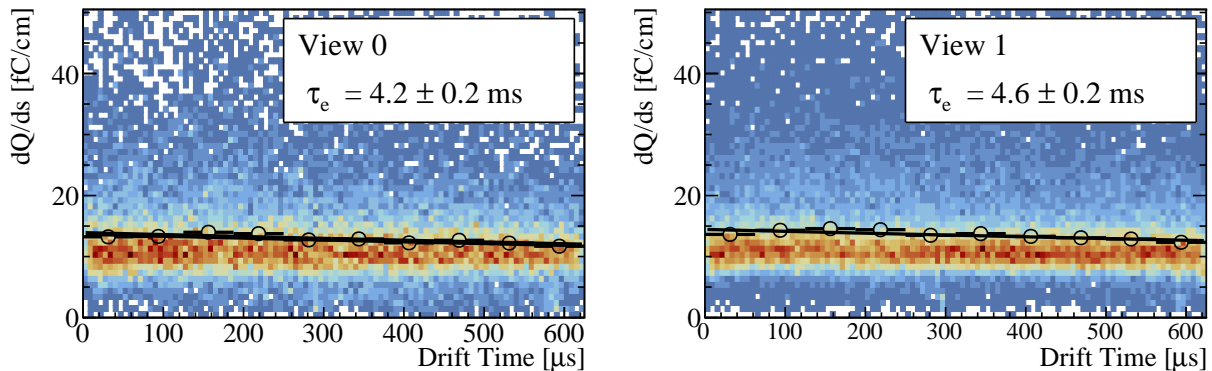 dQ/ds [fC/cm]
40
20
0
View 0
τe = 4.2 ± 0.2 ms
0 100 200 300 400 500 600
Drift Time [μs]
dQ/ds [fC/cm]
40
20
0
View 1
τe = 4.6 ± 0.2 ms
0 100 200 300 400 500 600
Drift Time [μs]